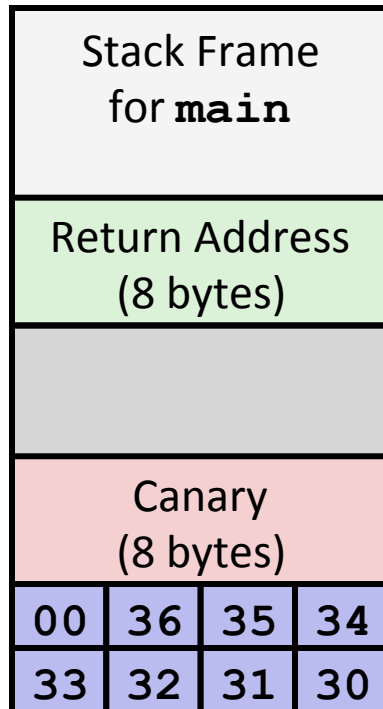 Stack Frame
for main
Return Address
(8 bytes)
Canary
(8 bytes)
00 36 35 34
33 32 31 30